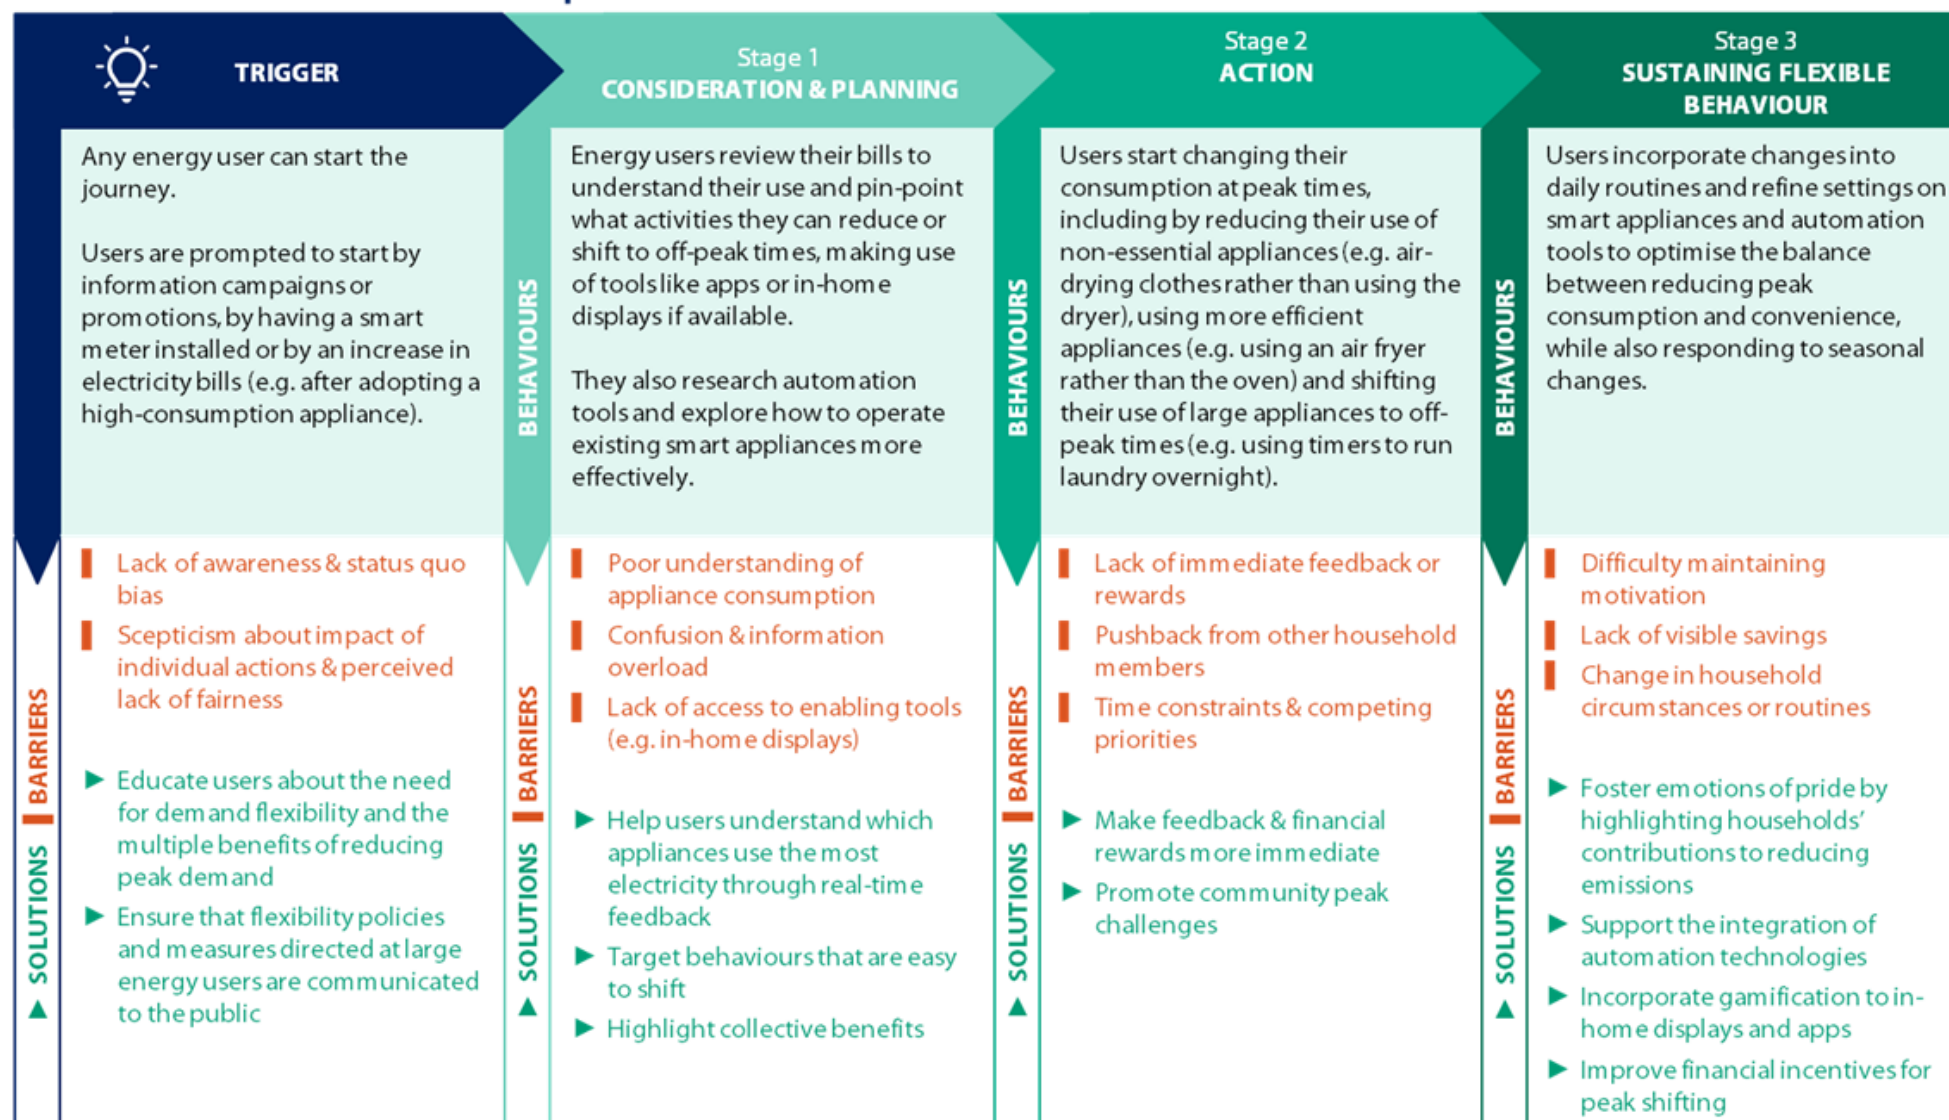 TRIGGER
Any energy user can start the
journey.
Users are prompted to start by
information campaigns or
promotions, by having a smart
meter installed or by an increase in
electricity bills (e.g. after adopting a
high-consumption appliance).
BARRIERS
Lack of awareness & status quo
bias
Scepticism about impact of
individual actions & perceived
lack of fairness
SOLUTIONS
Educate users about the need
for demand flexibility and the
multiple benefits of reducing
peak demand
Ensure that flexibility policies
and measures directed at large
energy users are communicated
to the public
Stage 1
CONSIDERATION & PLANNING
BEHAVIOURS
Energy users review their bills to
understand their use and pin-point
what activities they can reduce or
shift to off-peak times, making use
of tools like apps or in-home
displays if available.
They also research automation
tools and explore how to operate
existing smart appliances more
effectively.
BARRIERS
Poor understanding of
appliance consumption
Confusion & information
overload
Lack of access to enabling tools
(e.g. in-home displays)
SOLUTIONS
Help users understand which
appliances use the most
electricity through real-time
feedback
Target behaviours that are easy
to shift
Highlight collective benefits
Stage 2
ACTION
BEHAVIOURS
Users start changing their
consumption at peak times,
including by reducing their use of
non-essential appliances (e.g. air-
drying clothes rather than using the
dryer), using more efficient
appliances (e.g. using an air fryer
rather than the oven) and shifting
their use of large appliances to off-
peak times (e.g. using timers to run
laundry overnight).
BARRIERS
Lack of immediate feedback or
rewards
Pushback from other household
members
Time constraints & competing
priorities
SOLUTIONS
Make feedback & financial
rewards more immediate
Promote community peak
challenges
Stage 3
SUSTAINING FLEXIBLE
BEHAVIOUR
BEHAVIOURS
Users incorporate changes into
daily routines and refine settings on
smart appliances and automation
tools to optimise the balance
between reducing peak
consumption and convenience,
while also responding to seasonal
changes.
BARRIERS
Difficulty maintaining
motivation
Lack of visible savings
Change in household
circumstances or routines
SOLUTIONS
Foster emotions of pride by
highlighting households'
contributions to reducing
emissions
Support the integration of
automation technologies
Incorporate gamification to in-
home displays and apps
Improve financial incentives for
peak shifting